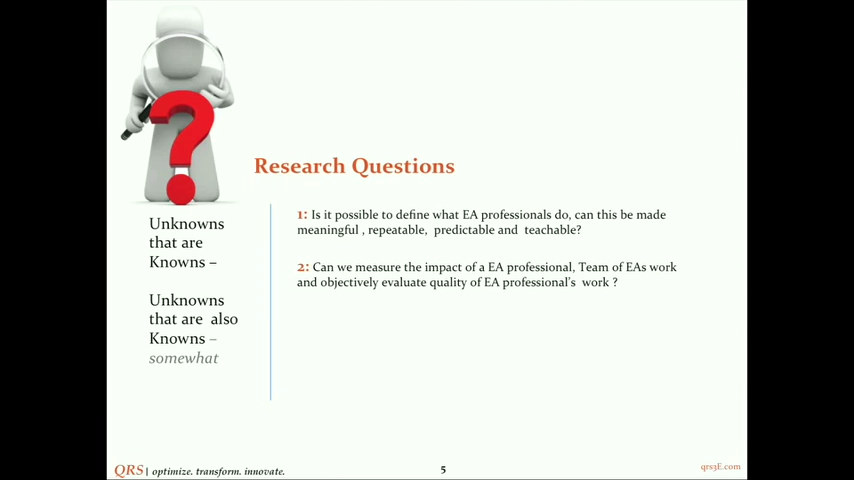 Research Questions
Unknowns
that are
Knowns –
Unknowns
that are also
Knowns –
somewhat
1: Is it possible to define what EA professionals do, can this be made
meaningful , repeatable, predictable and teachable?
2: Can we measure the impact of a EA professional, Team of EAs work
and objectively evaluate quality of EA professional's work ?
QRS | optimize. transform. innovate.
5
qrs3E.com